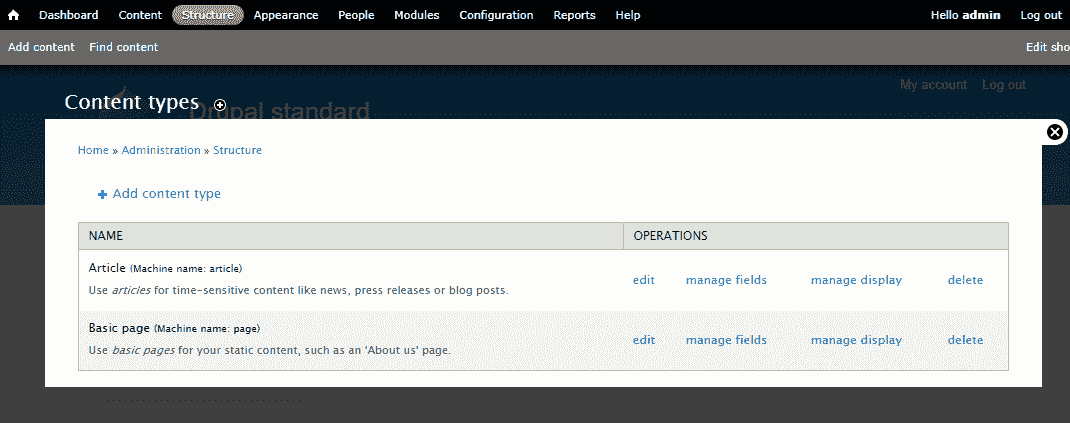 Dashboard Content Structure Appearance People Modules Configuration Reports Help Hello admin Log out
Add content Find content Edit sho
My account Log out
Content types
Drupal standard
Home » Administration » Structure
Add content type
NAME OPERATIONS
Article (Machine name: article)
Use articles for time-sensitive content like news, press releases or blog posts.
edit manage fields manage display delete
Basic page (Machine name: page)
Use basic pages for your static content, such as an 'About us' page.
edit manage fields manage display delete